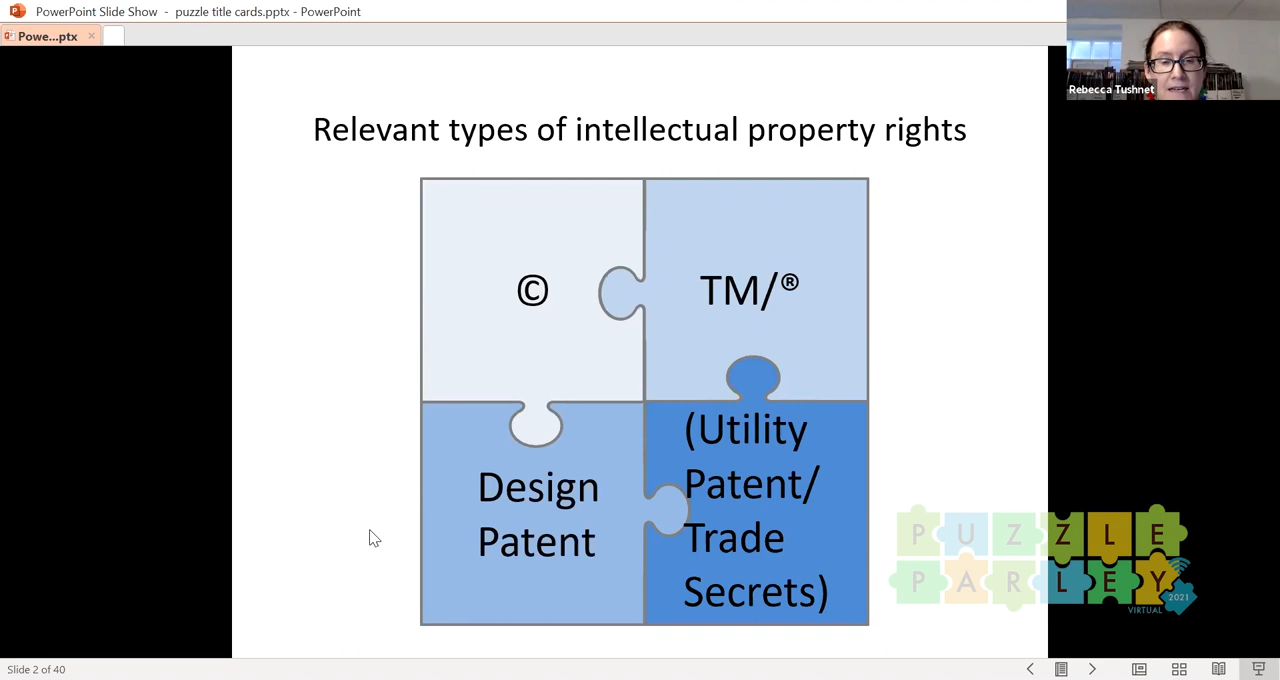 PowerPoint Slide Show - puzzle title cards.pptx - PowerPoint
Powe...ptx
Rebecca Tushnet
Relevant types of intellectual property rights
©
TM/®
Design
Patent
(Utility
Patent/
Trade
Secrets)
PUZZLE
PARLEY
VIRTUAL
2021
Slide 2 of 40